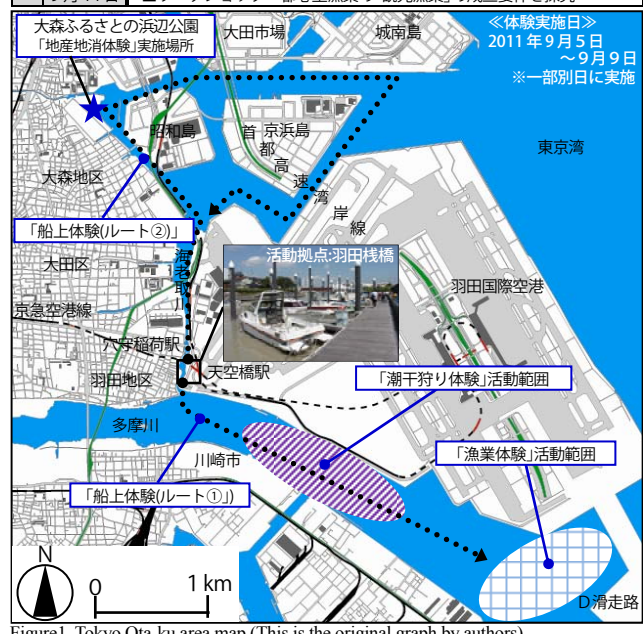 大森ふるさとの浜辺公園
「地産地消体験」実施場所
大田市場
城南島
≪体験実施日≫
2011年9月5日
～9月9日
※一部別日に実施
昭和島
京浜島
首都高速湾岸線
東京湾
大森地区
「船上体験(ルート②)」
海老取川
活動拠点:羽田桟橋
大田区
羽田国際空港
京急空港線
穴守稲荷駅
天空橋駅
羽田地区
「潮干狩り体験」活動範囲
多摩川
川崎市
「漁業体験」活動範囲
「船上体験(ルート①」)
N
0 1 km
D滑走路
Figure1. Tokyo Ota-ku area map (This is the original graph by authors)